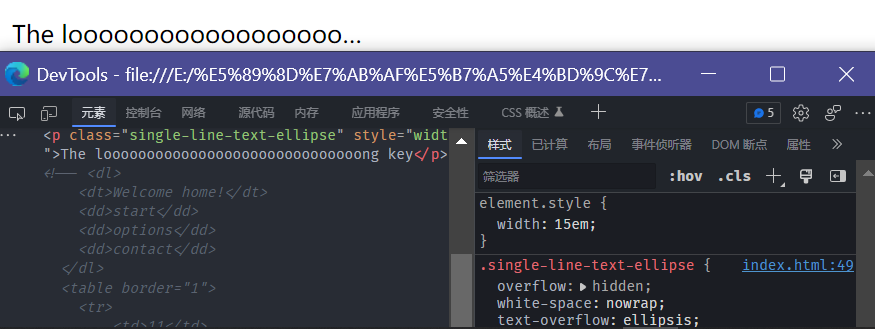 The loooooooooooooooooo...
DevTools - file:///E:/%E5%89%8D%E7%AB%AF%E5%B7%A5%E4%BD%9C%E7...
元素 控制台 网络 源代码 内存 应用程序 安全性 CSS 概述 5
··· <p class="single-line-text-ellipse" style="widt
">The looooooooooooooooooooooooooooooong key</p>
<!-- <dl>
<dt>Welcome home!</dt>
<dd>start</dd>
<dd>options</dd>
<dd>contact</dd>
</dl>
<table border="1">
<tr>
<td>11</td>
样式 已计算 布局 事件侦听器 DOM 断点 属性
筛选器 :hov .cls
element.style {
width: 15em;
}
.single-line-text-ellipse { index.html:49
overflow: hidden;
white-space: nowrap;
text-overflow: ellipsis;